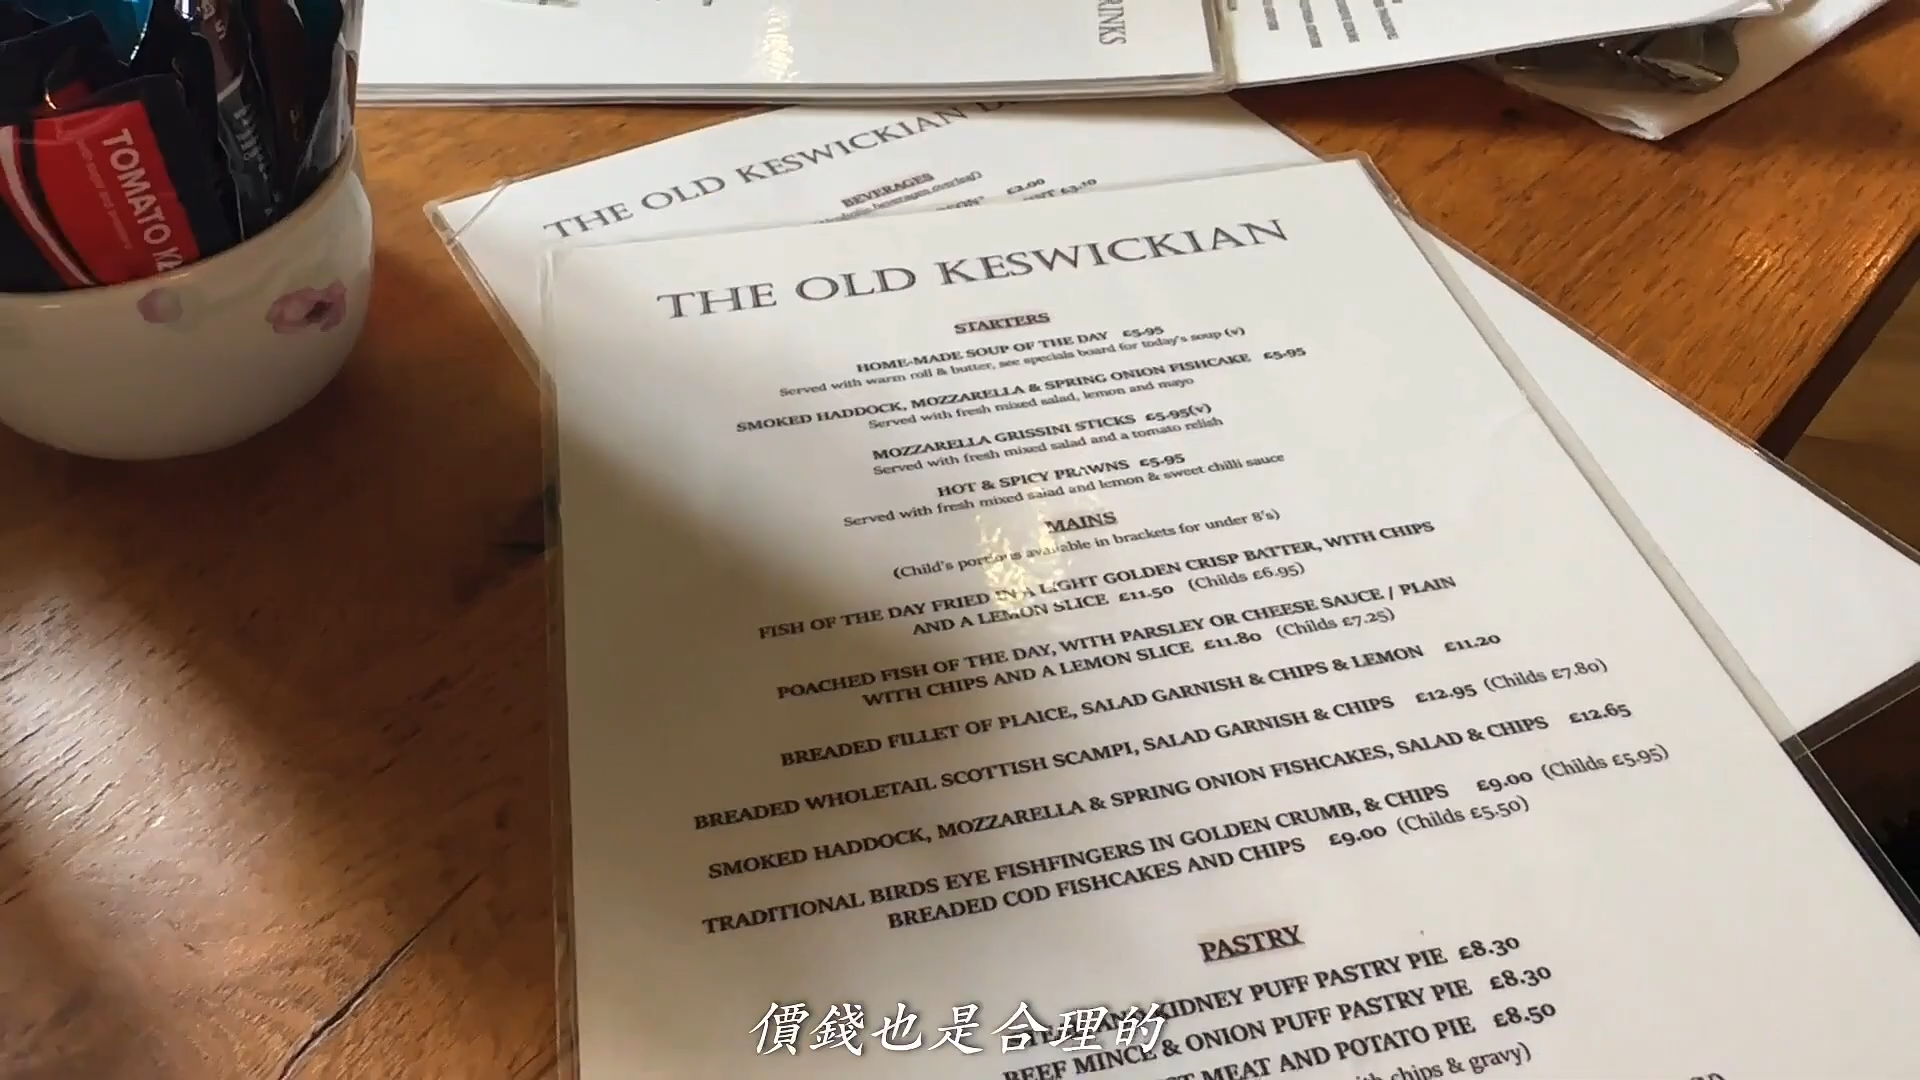 RINKS
TOMATO
THE OLD KESWICKIAN
BEVERAGES
£2.00
£3.10
THE OLD KESWICKIAN
STARTERS
HOME-MADE SOUP OF THE DAY £5.95
Served with warm roll & butter, see specials board for today's soup (v)
SMOKED HADDOCK, MOZZARELLA & SPRING ONION FISHCAKE £5.95
Served with fresh mixed salad, lemon and mayo
MOZZARELLA GRISSINI STICKS £5.95(v)
Served with fresh mixed salad and a tomato relish
HOT & SPICY PRAWNS £5.95
Served with fresh mixed salad and lemon & sweet chilli sauce
MAINS
(Child's portions available in brackets for under 8's)
FISH OF THE DAY FRIED IN A LIGHT GOLDEN CRISP BATTER, WITH CHIPS
AND A LEMON SLICE £11.50 (Childs £6.95)
POACHED FISH OF THE DAY, WITH PARSLEY OR CHEESE SAUCE / PLAIN
WITH CHIPS AND A LEMON SLICE £11.80 (Childs £7.25)
BREADED FILLET OF PLAICE, SALAD GARNISH & CHIPS & LEMON £11.20
BREADED WHOLETAIL SCOTTISH SCAMPI, SALAD GARNISH & CHIPS £12.95 (Childs £7.80)
SMOKED HADDOCK, MOZZARELLA & SPRING ONION FISHCAKES, SALAD & CHIPS £12.65
TRADITIONAL BIRDS EYE FISHFINGERS IN GOLDEN CRUMB, & CHIPS £9.00 (Childs £5.95)
BREADED COD FISHCAKES AND CHIPS £9.00 (Childs £5.50)
PASTRY
KIDNEY PUFF PASTRY PIE £8.30
BEEF MINCE & ONION PUFF PASTRY PIE £8.30
MEAT AND POTATO PIE £8.50
chips & gravy)
價錢也是合理的